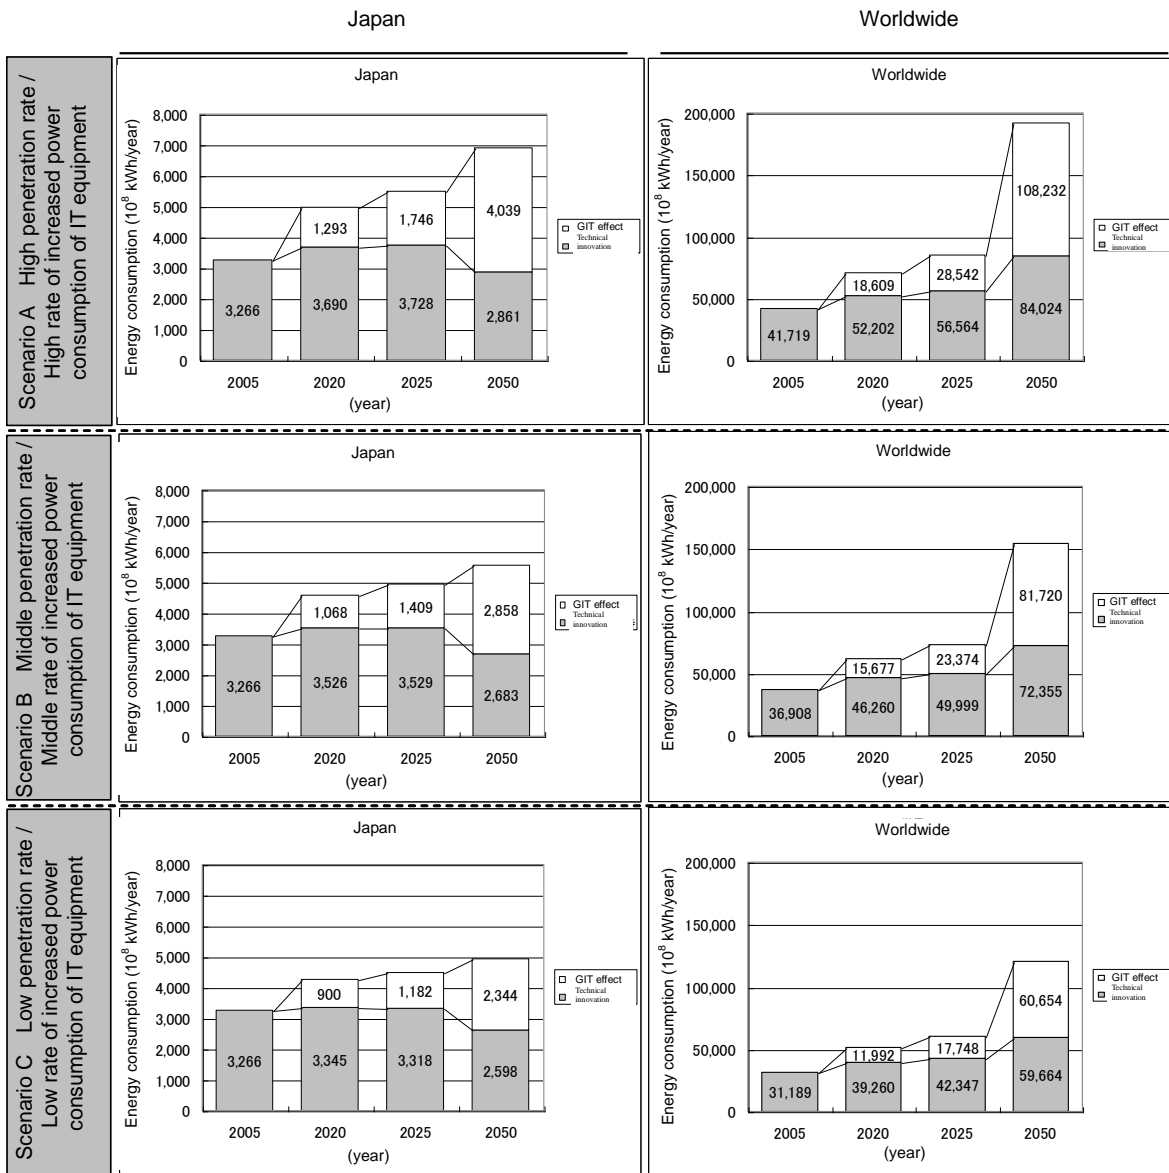 Japan
Worldwide
Scenario A High penetration rate /
High rate of increased power
consumption of IT equipment
Japan
Energy consumption (10⁸ kWh/year)
8,000
7,000
6,000
5,000
4,000
3,000
2,000
1,000
0
1,293
1,746
4,039
3,266
3,690
3,728
2,861
2005
2020
2025
2050
(year)
GIT effect
Technical
innovation
Worldwide
Energy consumption (10⁸ kWh/year)
200,000
150,000
100,000
50,000
0
108,232
18,609
28,542
41,719
52,202
56,564
84,024
2005
2020
2025
2050
(year)
GIT effect
Technical
innovation
Scenario B Middle penetration rate /
Middle rate of increased power
consumption of IT equipment
Japan
Energy consumption (10⁸ kWh/year)
8,000
7,000
6,000
5,000
4,000
3,000
2,000
1,000
0
1,068
1,409
2,858
3,266
3,526
3,529
2,683
2005
2020
2025
2050
(year)
GIT effect
Technical
innovation
Worldwide
Energy consumption (10⁸ kWh/year)
200,000
150,000
100,000
50,000
0
81,720
15,677
23,374
36,908
46,260
49,999
72,355
2005
2020
2025
2050
(year)
GIT effect
Technical
innovation
Scenario C Low penetration rate /
Low rate of increased power
consumption of IT equipment
Japan
Energy consumption (10⁸ kWh/year)
8,000
7,000
6,000
5,000
4,000
3,000
2,000
1,000
0
900
1,182
2,344
3,266
3,345
3,318
2,598
2005
2020
2025
2050
(year)
GIT effect
Technical
innovation
Worldwide
Energy consumption (10⁸ kWh/year)
200,000
150,000
100,000
50,000
0
60,654
11,992
17,748
31,189
39,260
42,347
59,664
2005
2020
2025
2050
(year)
GIT effect
Technical
innovation